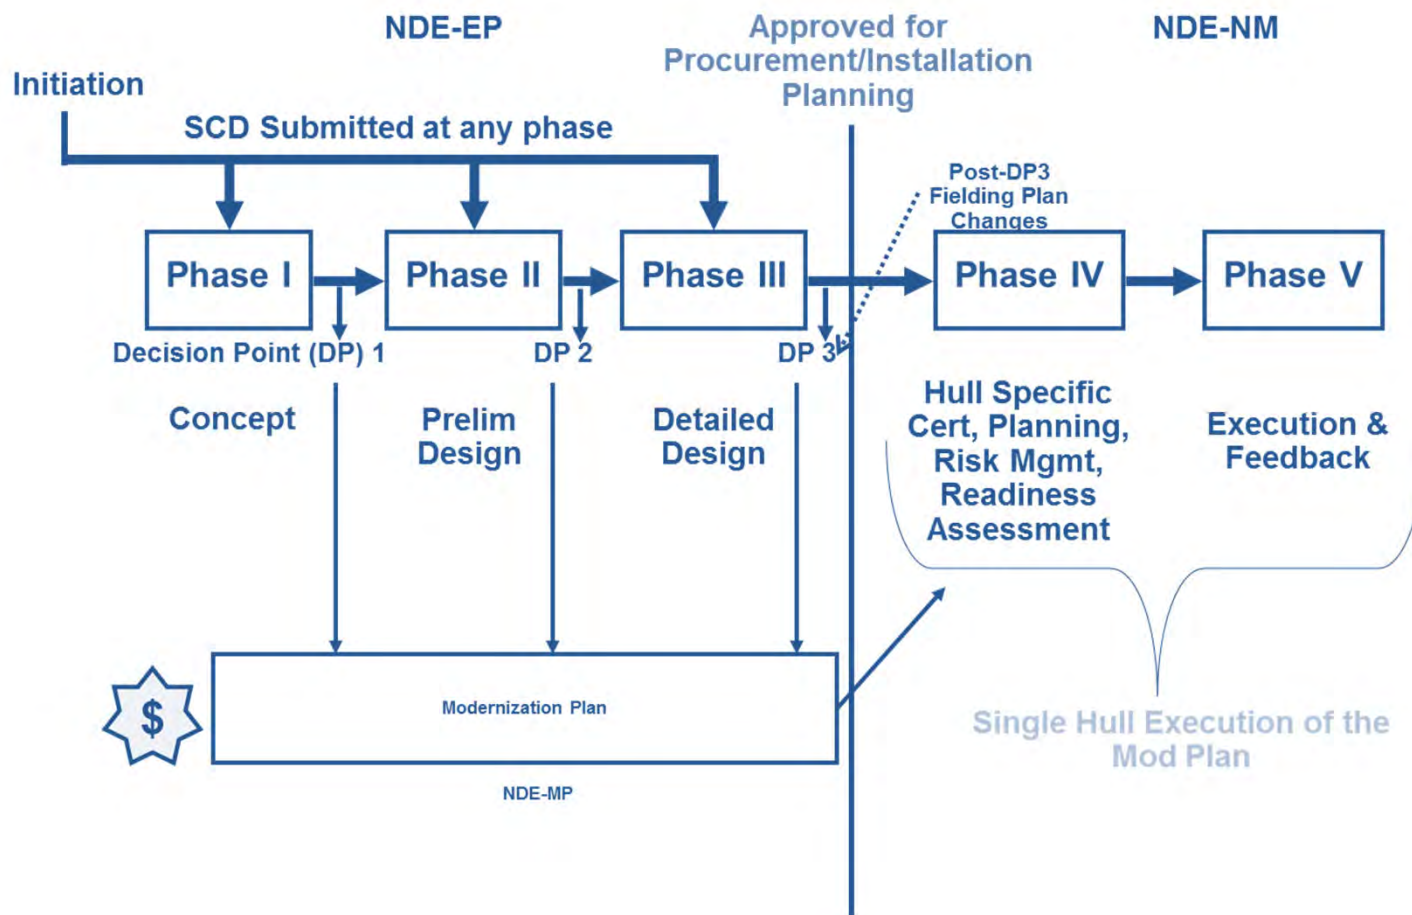 NDE-EP
Approved for
Procurement/Installation
Planning
NDE-NM
Initiation
SCD Submitted at any phase
Post-DP3
Fielding Plan
Changes
Phase I
Phase II
Phase III
Phase IV
Phase V
Decision Point (DP) 1
DP 2
DP 3
Concept
Prelim
Design
Detailed
Design
Hull Specific
Cert, Planning,
Risk Mgmt,
Readiness
Assessment
Execution &
Feedback
$
Modernization Plan
NDE-MP
Single Hull Execution of the
Mod Plan